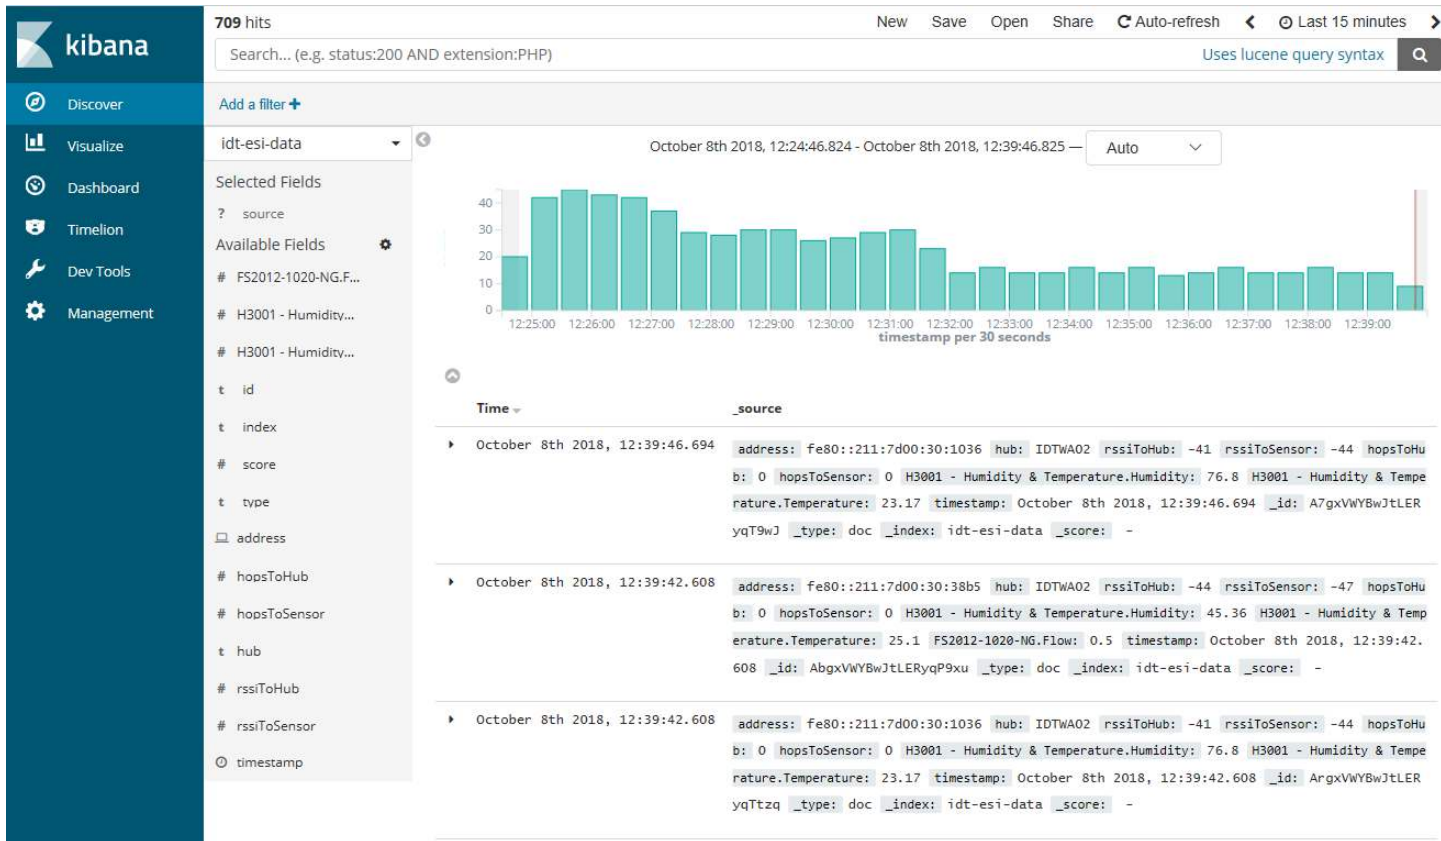 kibana
Discover
Visualize
Dashboard
Timelion
Dev Tools
Management
709 hits
New Save Open Share Auto-refresh Last 15 minutes
Search... (e.g. status:200 AND extension:PHP) Uses lucene query syntax
Add a filter +
idt-esi-data
October 8th 2018, 12:24:46.824 - October 8th 2018, 12:39:46.825 — Auto
Selected Fields
? source
Available Fields
# FS2012-1020-NG.F...
# H3001 - Humidity...
# H3001 - Humidity...
t id
t index
# score
t type
address
# hopsToHub
# hopsToSensor
t hub
# rssiToHub
# rssiToSensor
timestamp
40
30
20
10
0
12:25:00 12:26:00 12:27:00 12:28:00 12:29:00 12:30:00 12:31:00 12:32:00 12:33:00 12:34:00 12:35:00 12:36:00 12:37:00 12:38:00 12:39:00
timestamp per 30 seconds
Time _source
October 8th 2018, 12:39:46.694 address: fe80::211:7d00:30:1036 hub: IDTWA02 rssiToHub: -41 rssiToSensor: -44 hopsToHu
b: 0 hopsToSensor: 0 H3001 - Humidity & Temperature.Humidity: 76.8 H3001 - Humidity & Tempe
rature.Temperature: 23.17 timestamp: October 8th 2018, 12:39:46.694 _id: A7gxVWYBwJtLER
yqT9wJ _type: doc _index: idt-esi-data _score: -
October 8th 2018, 12:39:42.608 address: fe80::211:7d00:30:38b5 hub: IDTWA02 rssiToHub: -44 rssiToSensor: -47 hopsToHu
b: 0 hopsToSensor: 0 H3001 - Humidity & Temperature.Humidity: 45.36 H3001 - Humidity & Temp
erature.Temperature: 25.1 FS2012-1020-NG.Flow: 0.5 timestamp: October 8th 2018, 12:39:42.
608 _id: AbgxVWYBwJtLERyqP9xu _type: doc _index: idt-esi-data _score: -
October 8th 2018, 12:39:42.608 address: fe80::211:7d00:30:1036 hub: IDTWA02 rssiToHub: -41 rssiToSensor: -44 hopsToHu
b: 0 hopsToSensor: 0 H3001 - Humidity & Temperature.Humidity: 76.8 H3001 - Humidity & Tempe
rature.Temperature: 23.17 timestamp: October 8th 2018, 12:39:42.608 _id: ArgxVWYBwJtLER
yqTtzq _type: doc _index: idt-esi-data _score: -